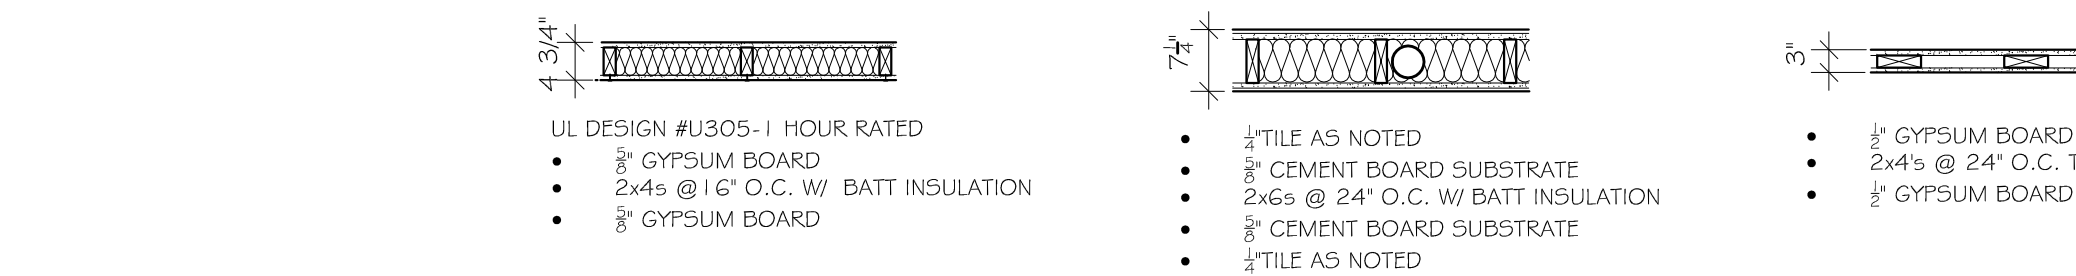 4 3/4"
UL DESIGN #U305-1 HOUR RATED
• 5/8" GYPSUM BOARD
• 2x4s @16" O.C. W/ BATT INSULATION
• 5/8" GYPSUM BOARD
7 1/4"
• 1/4"TILE AS NOTED
• 5/8" CEMENT BOARD SUBSTRATE
• 2x6s @ 24" O.C. W/ BATT INSULATION
• 5/8" CEMENT BOARD SUBSTRATE
• 1/4"TILE AS NOTED
3"
• 1/2" GYPSUM BOARD
• 2x4's @ 24" O.C.
• 1/2" GYPSUM BOARD